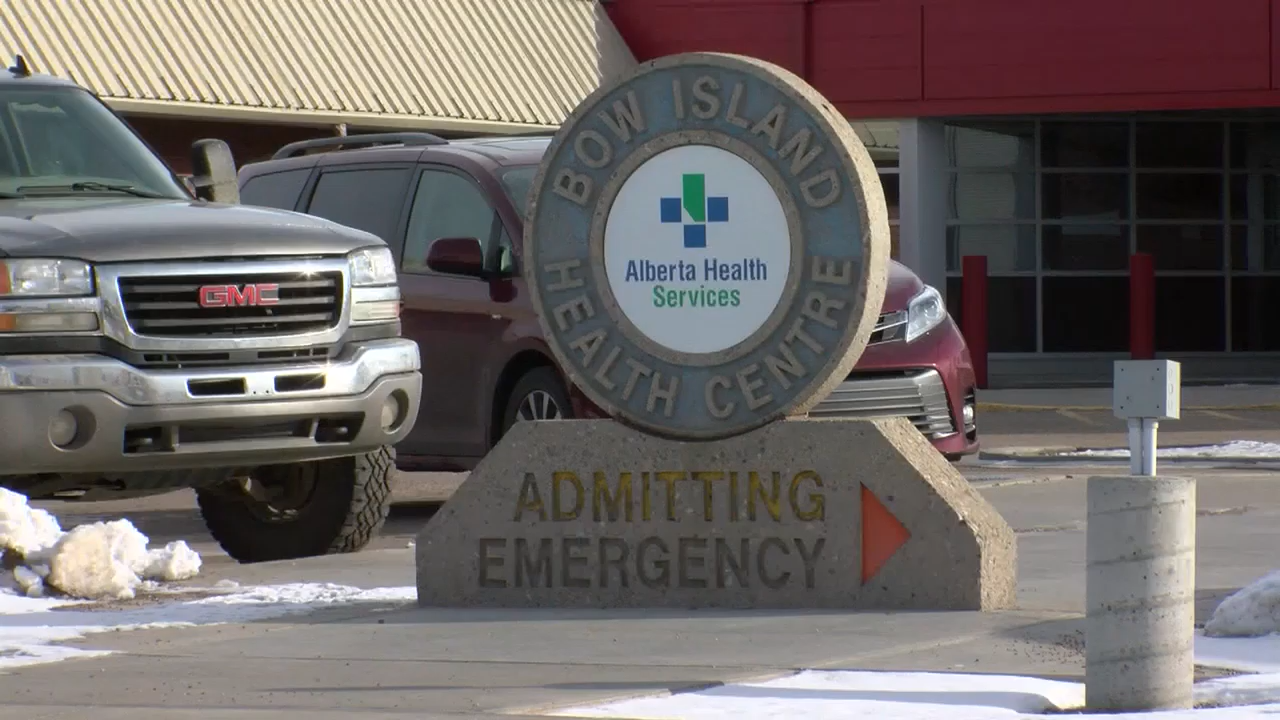 GMC
BOW ISLAND
HEALTH CENTRE
Alberta Health
Services
ADMITTING
EMERGENCY